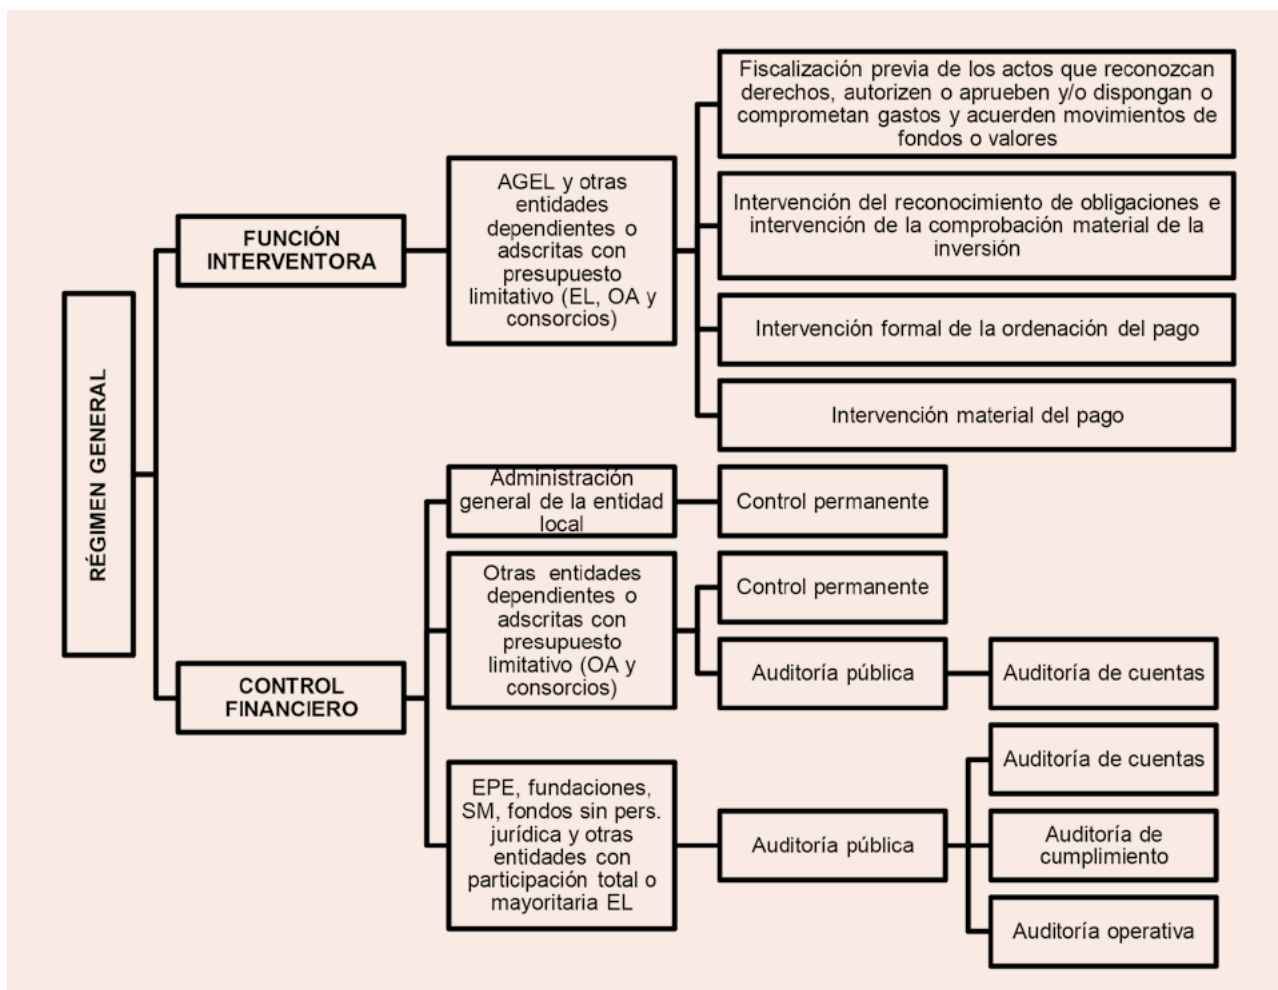 RÉGIMEN GENERAL
FUNCIÓN
INTERVENTORA
AGEL y otras
entidades
dependientes o
adscritas con
presupuesto
limitativo (EL, OA y
consorcios)
Fiscalización previa de los actos que reconozcan
derechos, autorizen o aprueben y/o dispongan o
comprometan gastos y acuerden movimientos de
fondos o valores
Intervención del reconocimiento de obligaciones e
intervención de la comprobación material de la
inversión
Intervención formal de la ordenación del pago
Intervención material del pago
CONTROL
FINANCIERO
Administración
general de la entidad
local
Control permanente
Otras entidades
dependientes o
adscritas con
presupuesto
limitativo (OA y
consorcios)
Control permanente
Auditoría pública
Auditoría de cuentas
EPE, fundaciones,
SM, fondos sin pers.
jurídica y otras
entidades con
participación total o
mayoritaria EL
Auditoría pública
Auditoría de cuentas
Auditoría de
cumplimiento
Auditoría operativa